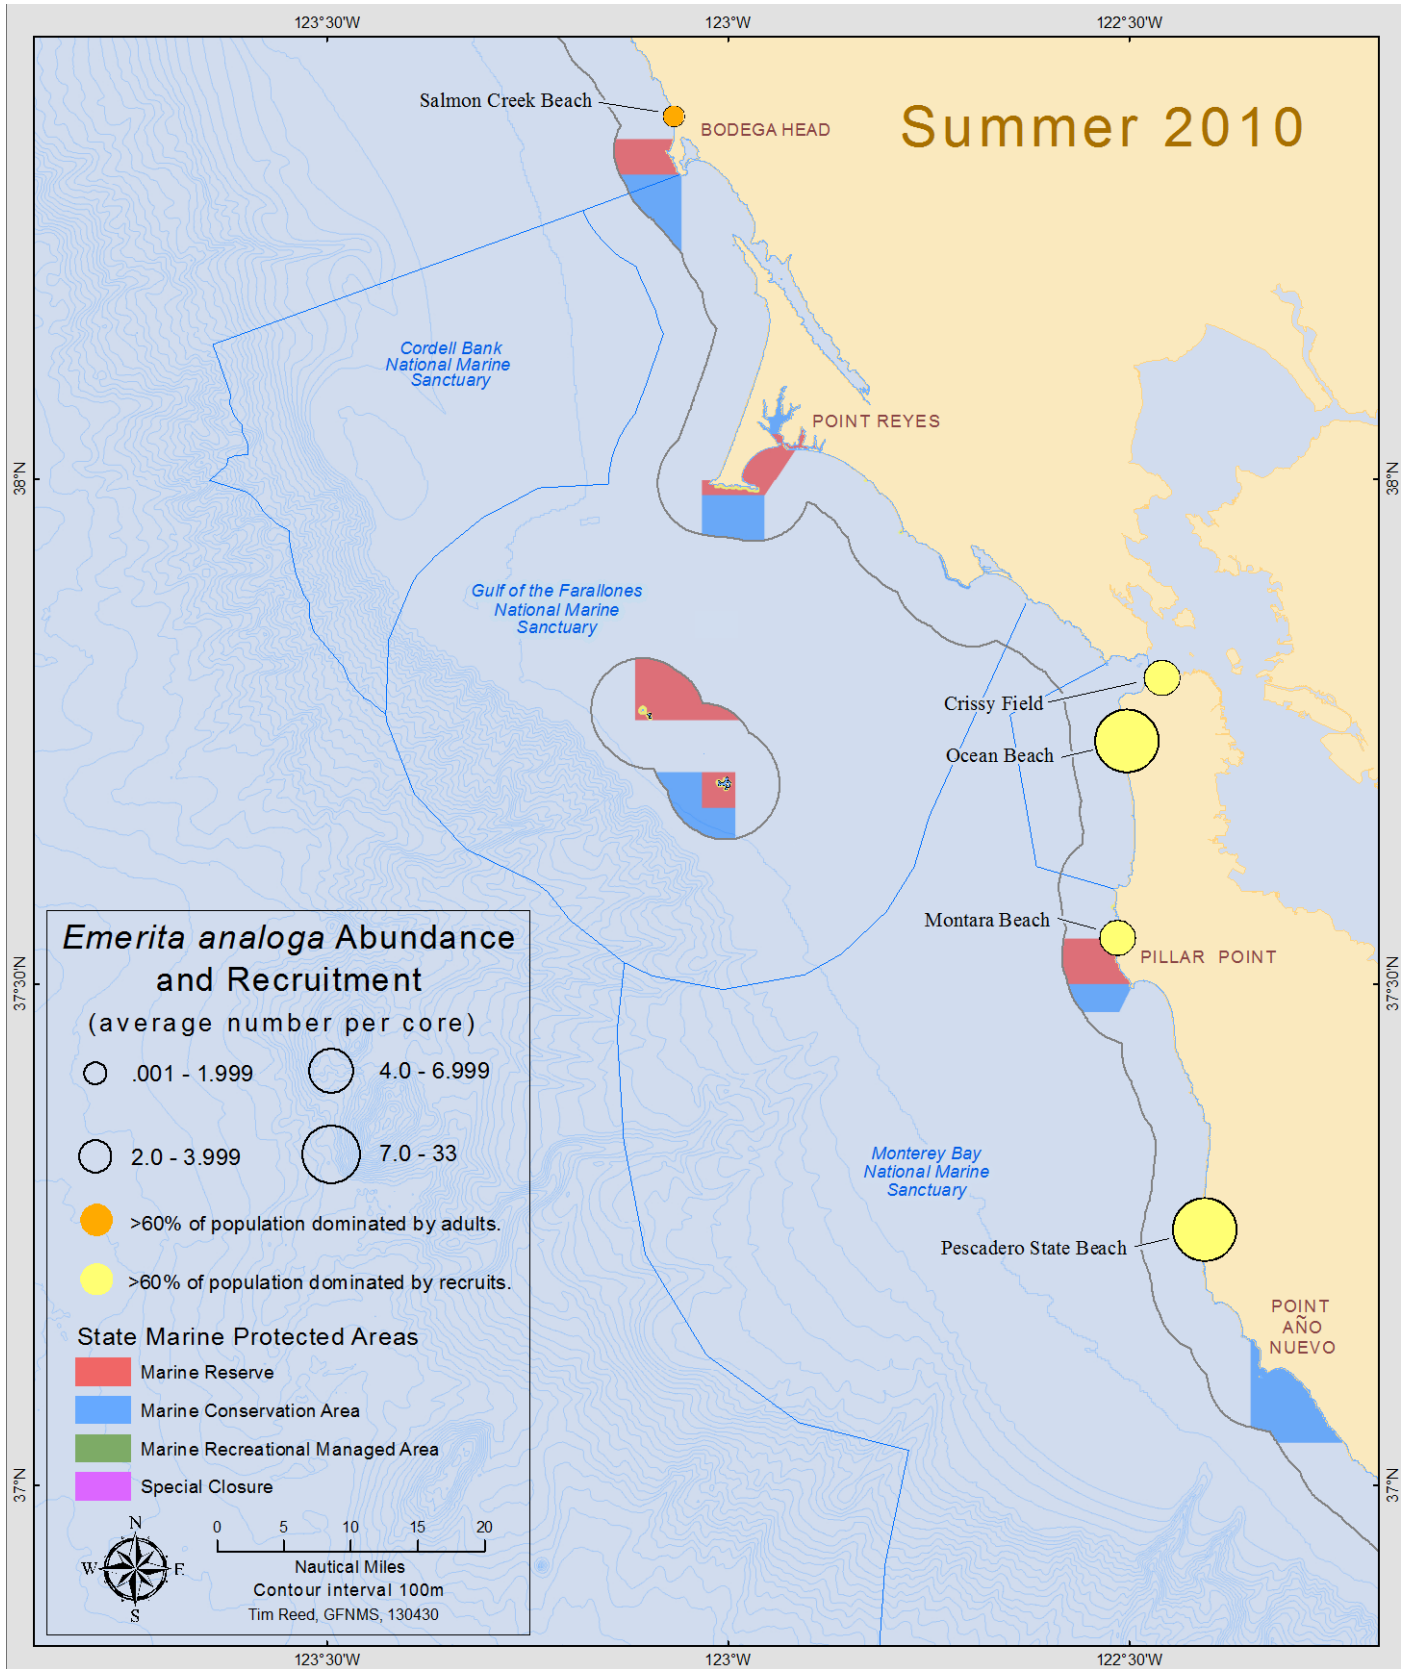 123°30'W
123°W
122°30'W
Salmon Creek Beach
BODEGA HEAD
Summer 2010
Cordell Bank
National Marine
Sanctuary
POINT REYES
38°N
38°N
Gulf of the Farallones
National Marine
Sanctuary
Crissy Field
Ocean Beach
Montara Beach
PILLAR POINT
37°30'N
37°30'N
Monterey Bay
National Marine
Sanctuary
Pescadero State Beach
POINT
AÑO
NUEVO
37°N
37°N
Emerita analoga Abundance
and Recruitment
(average number per core)
.001 - 1.999
4.0 - 6.999
2.0 - 3.999
7.0 - 33
>60% of population dominated by adults.
>60% of population dominated by recruits.
State Marine Protected Areas
Marine Reserve
Marine Conservation Area
Marine Recreational Managed Area
Special Closure
N
W E
S
0 5 10 15 20
Nautical Miles
Contour interval 100m
Tim Reed, GFNMS, 130430
123°30'W
123°W
122°30'W